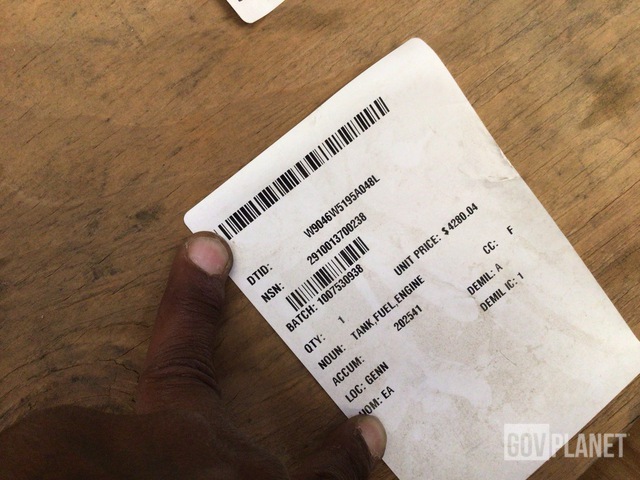 DTID: W9046W5195A048L
NSN: 2910013700238
BATCH: 1007530938
UNIT PRICE: $4280.04
QTY: 1
CC: F
NOUN: TANK,FUEL,ENGINE
DEMIL: A
ACCUM: 202541
DEMIL IC: 1
LOC: GENN
UOM: EA
GOVPLANET